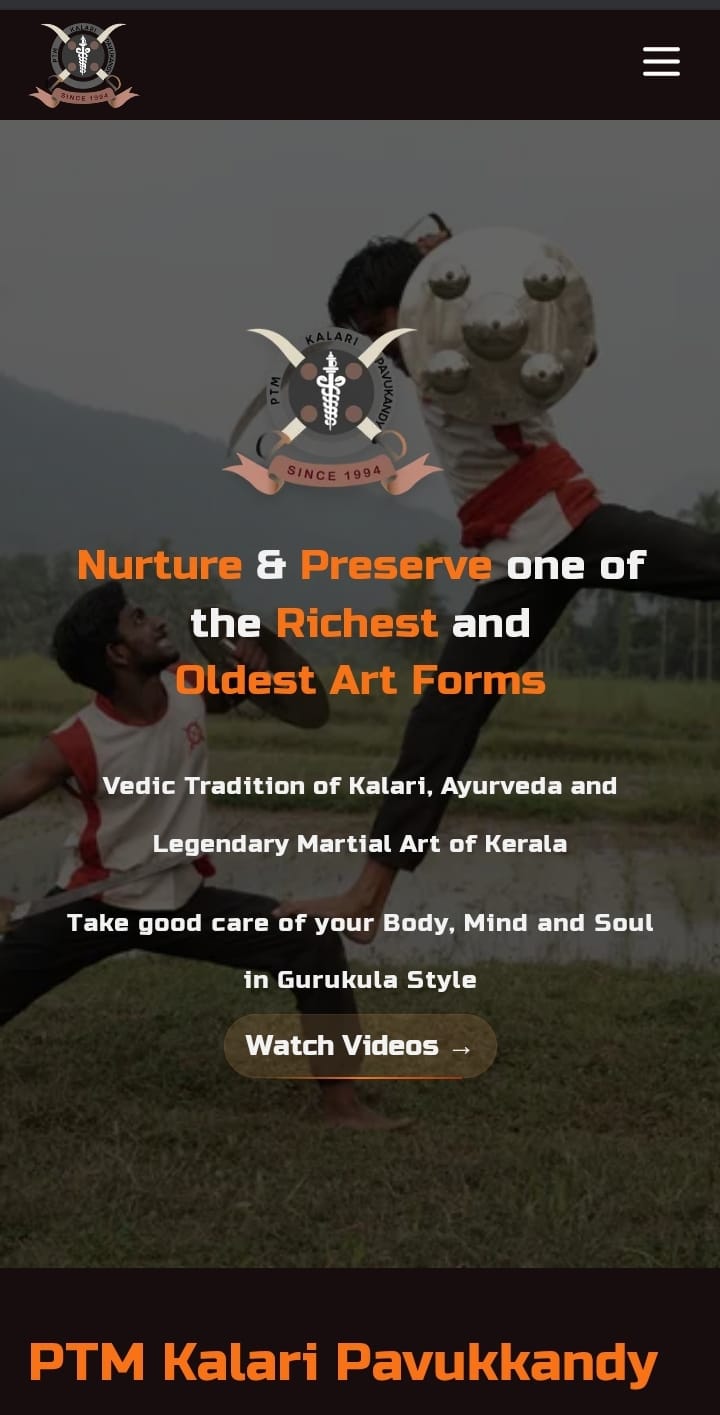 PTM KALARI PAVUKANDY
SINCE 1994
KALARI
PTM
PAVUKANDY
SINCE 1994
Nurture & Preserve one of
the Richest and
Oldest Art Forms
Vedic Tradition of Kalari, Ayurveda and
Legendary Martial Art of Kerala
Take good care of your Body, Mind and Soul
in Gurukula Style
Watch Videos →
PTM Kalari Pavukkandy